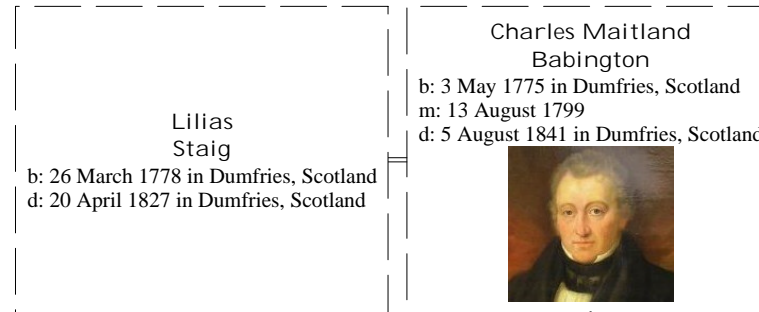 Lilias
Staig
b: 26 March 1778 in Dumfries, Scotland
d: 20 April 1827 in Dumfries, Scotland
Charles Maitland
Babington
b: 3 May 1775 in Dumfries, Scotland
m: 13 August 1799
d: 5 August 1841 in Dumfries, Scotland